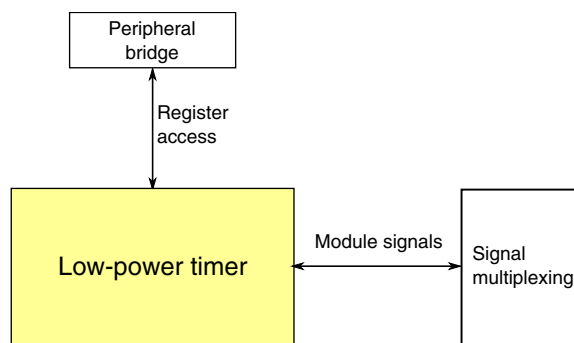 Peripheral
bridge
Register
access
Low-power timer
Module signals
Signal
multiplexing